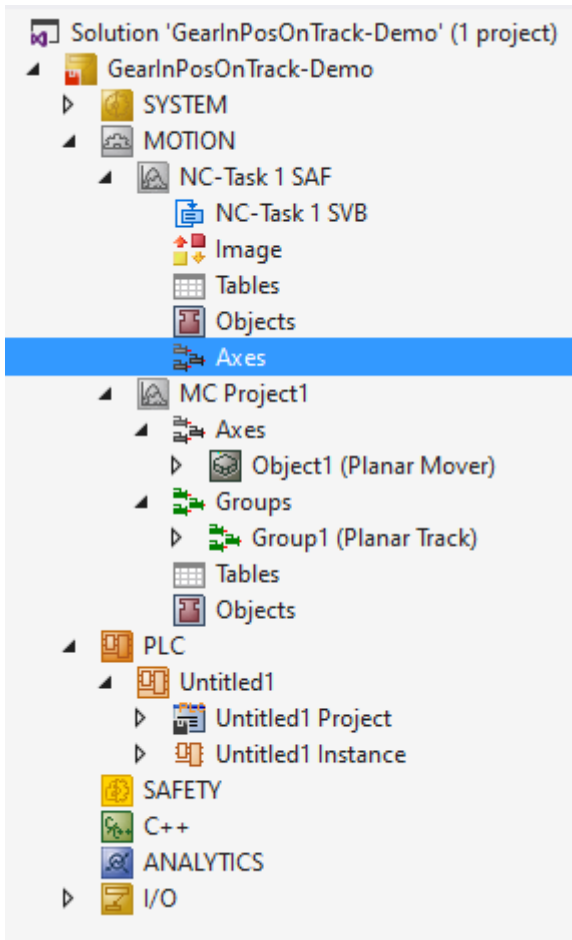 Solution 'GearInPosOnTrack-Demo' (1 project)
GearInPosOnTrack-Demo
SYSTEM
MOTION
NC-Task 1 SAF
NC-Task 1 SVB
Image
Tables
Objects
Axes
MC Project1
Axes
Object1 (Planar Mover)
Groups
Group1 (Planar Track)
Tables
Objects
PLC
Untitled1
Untitled1 Project
Untitled1 Instance
SAFETY
C++
ANALYTICS
I/O